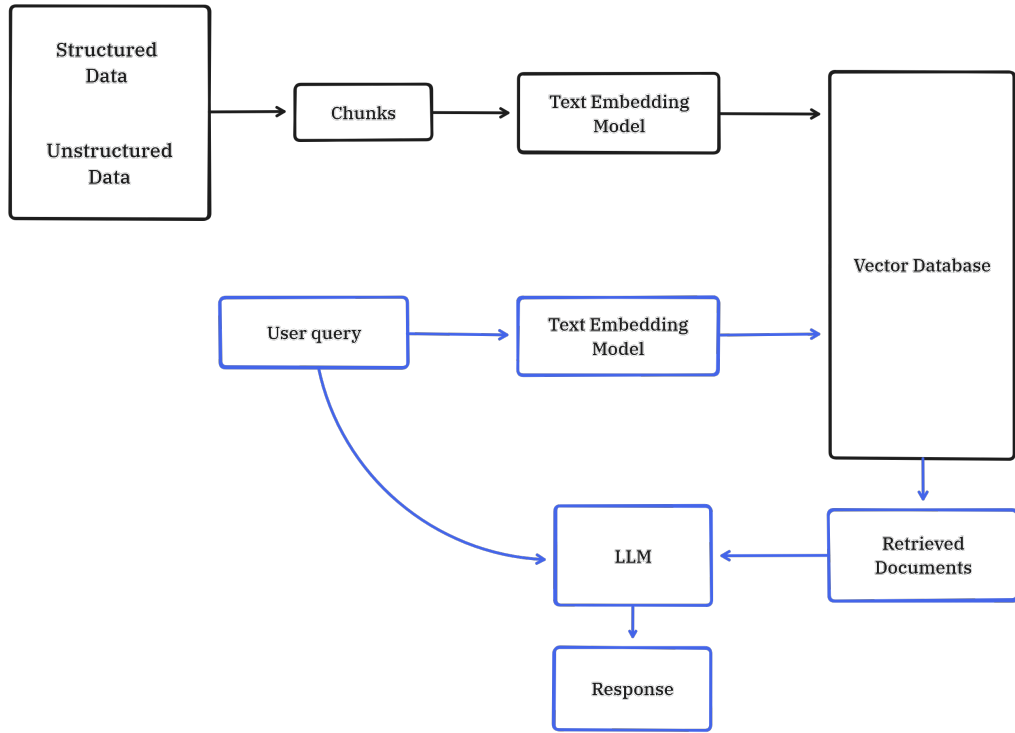 Structured
Data
Unstructured
Data
Chunks
Text Embedding
Model
Vector Database
User query
Text Embedding
Model
LLM
Retrieved
Documents
Response